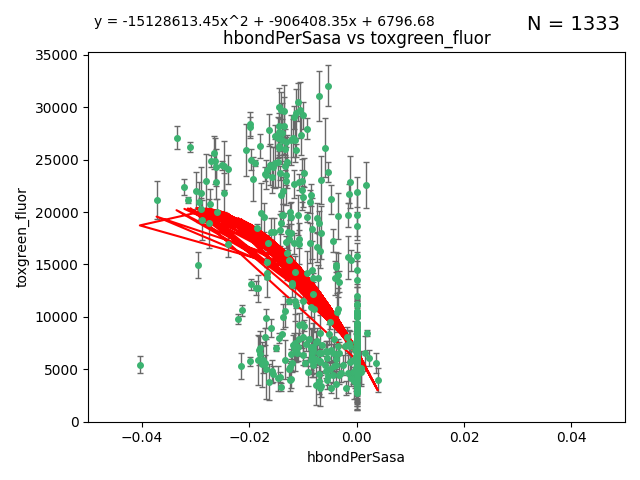 y = -15128613.45x^2 + -906408.35x + 6796.68
N = 1333
hbondPerSasa vs toxgreen_fluor
35000
30000
25000
20000
15000
10000
5000
0
toxgreen_fluor
−0.04
−0.02
0.00
0.02
0.04
hbondPerSasa